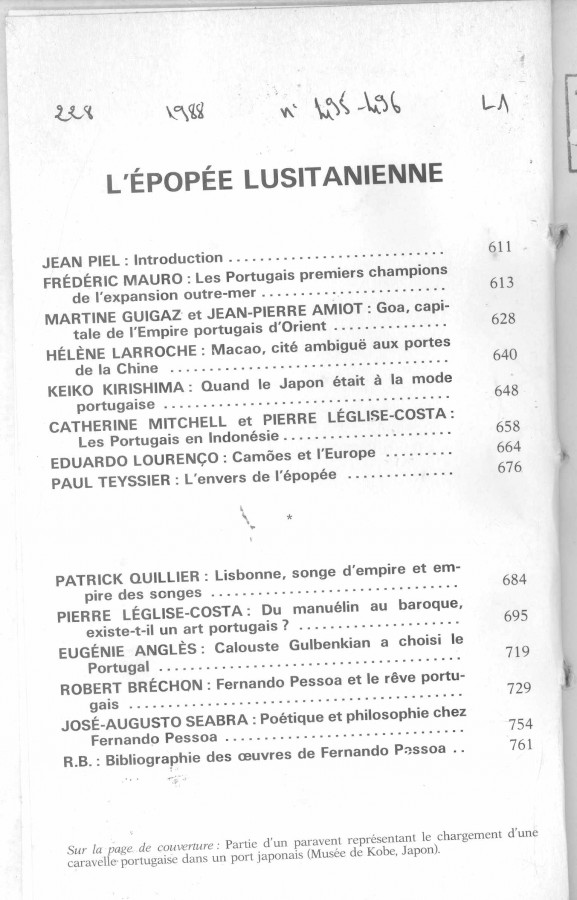 228 1988 n° 495-496 L1
L'ÉPOPÉE LUSITANIENNE
JEAN PIEL : Introduction ........................... 611
FRÉDÉRIC MAURO : Les Portugais premiers champions
de l'expansion outre-mer ....................... 613
MARTINE GUIGAZ et JEAN-PIERRE AMIOT : Goa, capi-
tale de l'Empire portugais d'Orient ............... 628
HÉLÈNE LARROCHE : Macao, cité ambiguë aux portes
de la Chine ................................... 640
KEIKO KIRISHIMA : Quand le Japon était à la mode
portugaise .................................... 648
CATHERINE MITCHELL et PIERRE LÉGLISE-COSTA :
Les Portugais en Indonésie ..................... 658
EDUARDO LOURENÇO : Camões et l'Europe ......... 664
PAUL TEYSSIER : L'envers de l'épopée .............. 676
*
PATRICK QUILLIER : Lisbonne, songe d'empire et em-
pire des songes ............................... 684
PIERRE LÉGLISE-COSTA : Du manuélin au baroque,
existe-t-il un art portugais ? .................... 695
EUGÉNIE ANGLÈS : Calouste Gulbenkian a choisi le
Portugal ...................................... 719
ROBERT BRÉCHON : Fernando Pessoa et le rêve portu-
gais .......................................... 729
JOSÉ-AUGUSTO SEABRA : Poétique et philosophie chez
Fernando Pessoa .............................. 754
R.B. : Bibliographie des œuvres de Fernando Pessoa .. 761
Sur la page de couverture : Partie d'un paravent représentant le chargement d'une
caravelle portugaise dans un port japonais (Musée de Kobe, Japon).